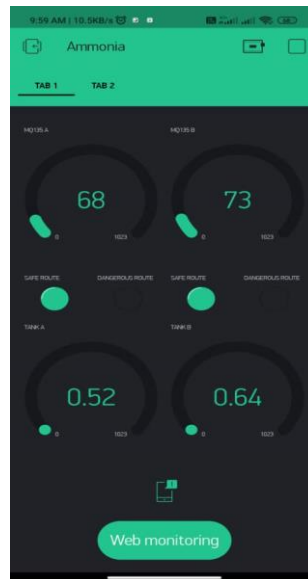 9:59 AM | 10.5KB/s
Ammonia
TAB 1 TAB 2
MQ135 A MQ135 B
68 73
0 1023 0 1023
SAFE ROUTE DANGEROUS ROUTE SAFE ROUTE DANGEROUS ROUTE
TANK A TANK B
0.52 0.64
0 1023 0 1023
Web monitoring